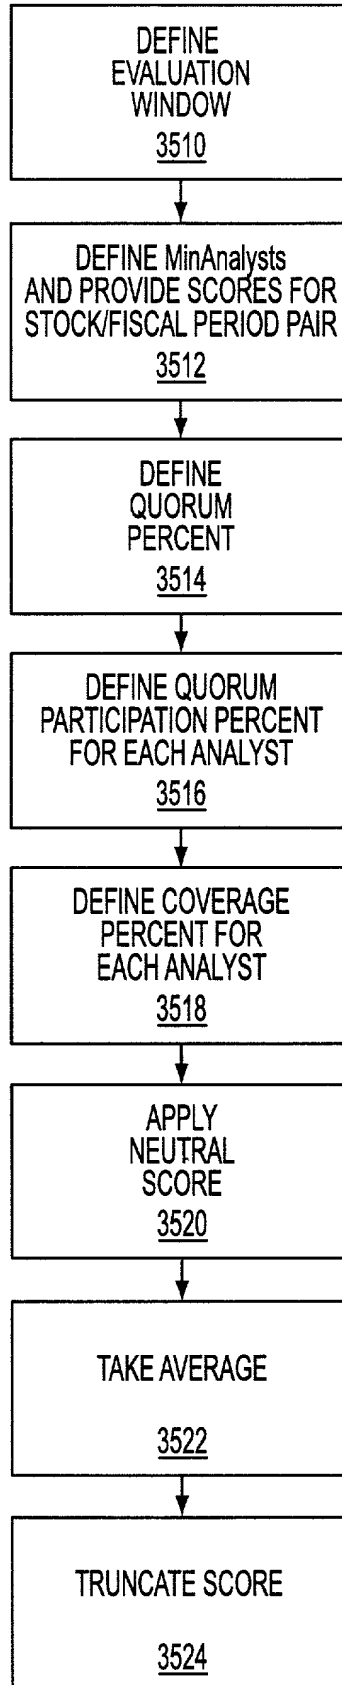 DEFINE
EVALUATION
WINDOW
3510
DEFINE MinAnalysts
AND PROVIDE SCORES FOR
STOCK/FISCAL PERIOD PAIR
3512
DEFINE
QUORUM
PERCENT
3514
DEFINE QUORUM
PARTICIPATION PERCENT
FOR EACH ANALYST
3516
DEFINE COVERAGE
PERCENT FOR
EACH ANALYST
3518
APPLY
NEUTRAL
SCORE
3520
TAKE AVERAGE
3522
TRUNCATE SCORE
3524